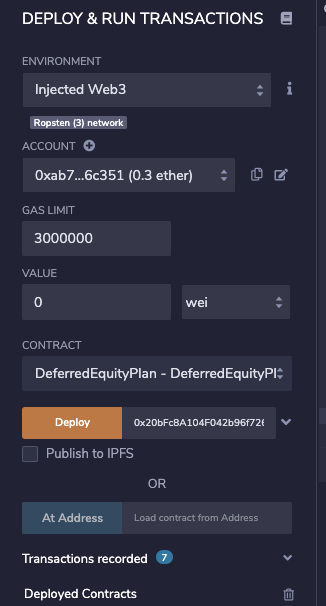 DEPLOY & RUN TRANSACTIONS
ENVIRONMENT
Injected Web3
Ropsten (3) network
ACCOUNT
0xab7...6c351 (0.3 ether)
GAS LIMIT
3000000
VALUE
0 wei
CONTRACT
DeferredEquityPlan - DeferredEquityPl
Deploy 0x20bFc8A104F042b96f726
Publish to IPFS
OR
At Address Load contract from Address
Transactions recorded 7
Deployed Contracts